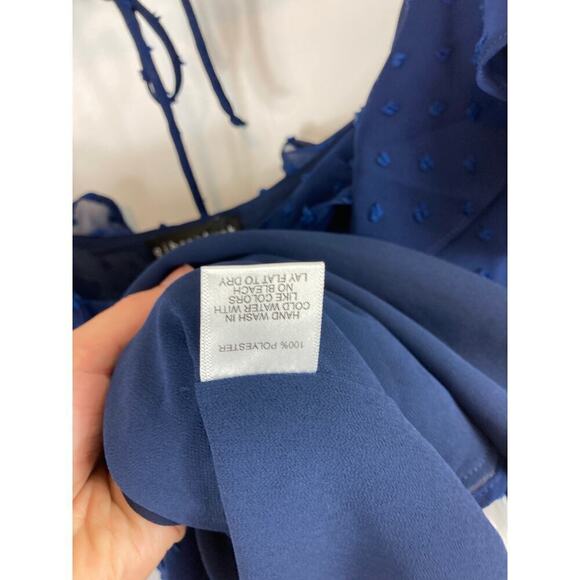 100% POLYESTER
HAND WASH IN
COLD WATER WITH
LIKE COLORS
NO BLEACH
LAY FLAT TO DRY